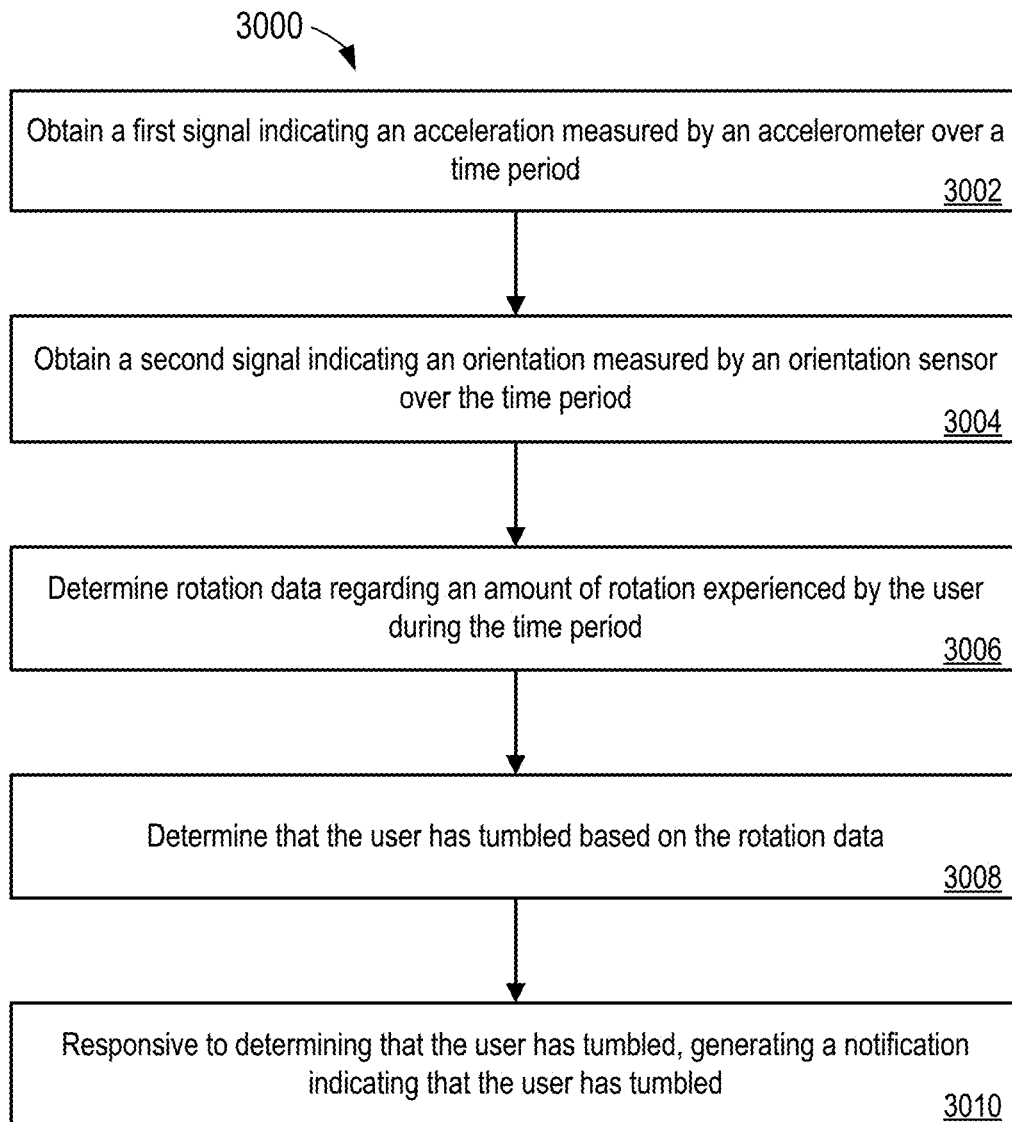 3000
Obtain a first signal indicating an acceleration measured by an accelerometer over a
time period
3002
Obtain a second signal indicating an orientation measured by an orientation sensor
over the time period
3004
Determine rotation data regarding an amount of rotation experienced by the user
during the time period
3006
Determine that the user has tumbled based on the rotation data
3008
Responsive to determining that the user has tumbled, generating a notification
indicating that the user has tumbled
3010